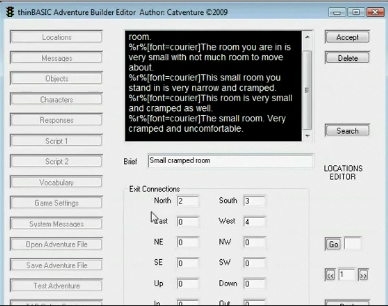 thinBASIC Adventure Builder Editor Author: Catventure ©2009
Locations
Messages
Objects
Characters
Responses
Script 1
Script 2
Vocabulary
Game Settings
System Messages
Open Adventure File
Save Adventure File
Test Adventure
room.
%r%[font=courier]The room you are in is
very small with not much room to move
about.
%r%[font=courier]This small room you
stand in is very narrow and cramped.
%r%[font=courier]This room is very small
and cramped as well.
%r%[font=courier]The small room. Very
cramped and uncomfortable.
Brief Small cramped room
Exit Connections
North 2 South 3
East 0 West 4
NE 0 NW 0
SE 0 SW 0
Up 0 Down 0
In 0 Out 0
Accept
Delete
Search
LOCATIONS
EDITOR
Go
<< 1 >>